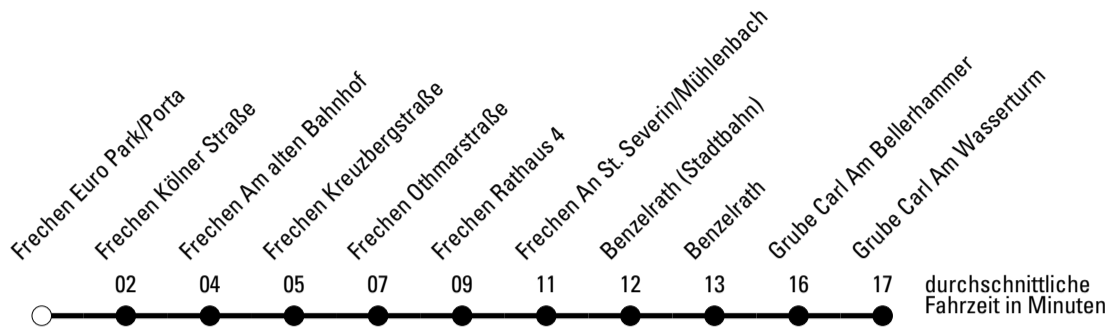 Frechen Euro Park/Porta
Frechen Kölner Straße
Frechen Am alten Bahnhof
Frechen Kreuzbergstraße
Frechen Othmarstraße
Frechen Rathaus 4
Frechen An St. Severin/Mühlenbach
Benzelrath (Stadtbahn)
Benzelrath
Grube Carl Am Bellerhammer
Grube Carl Am Wasserturm
02 04 05 07 09 11 12 13 16 17
durchschnittliche
Fahrzeit in Minuten